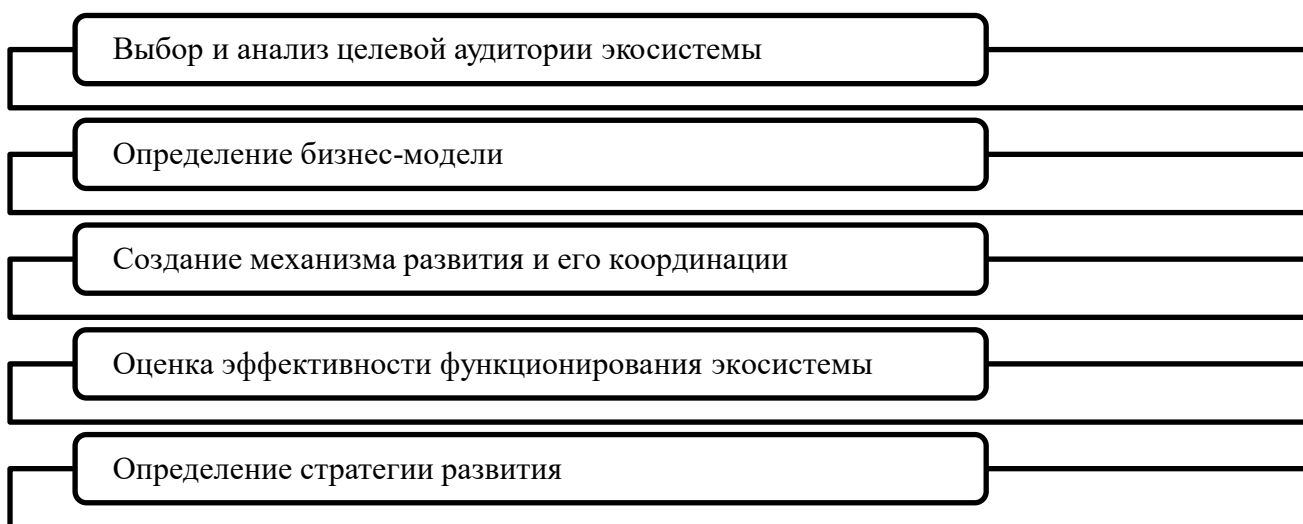 Выбор и анализ целевой аудитории экосистемы
Определение бизнес-модели
Создание механизма развития и его координации
Оценка эффективности функционирования экосистемы
Определение стратегии развития